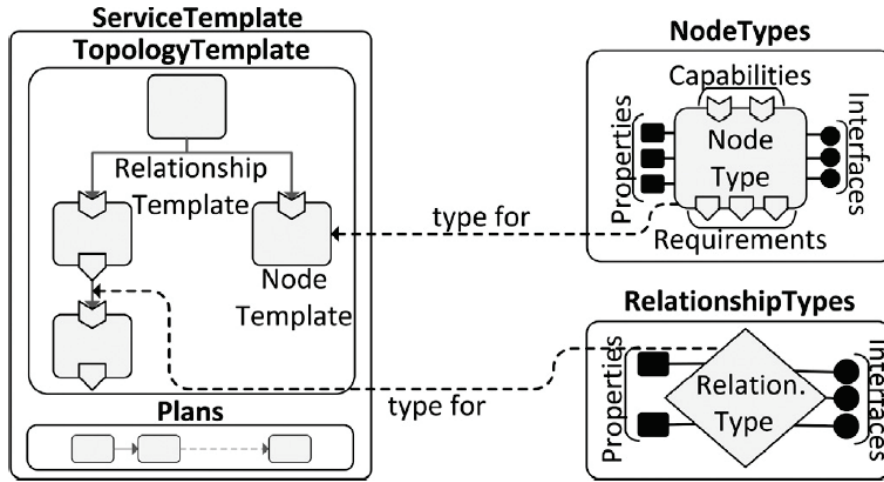 ServiceTemplate
TopologyTemplate
Relationship
Template
Node
Template
Plans
type for
type for
NodeTypes
Capabilities
Properties
Node
Type
Interfaces
Requirements
RelationshipTypes
Properties
Relation.
Type
Interfaces